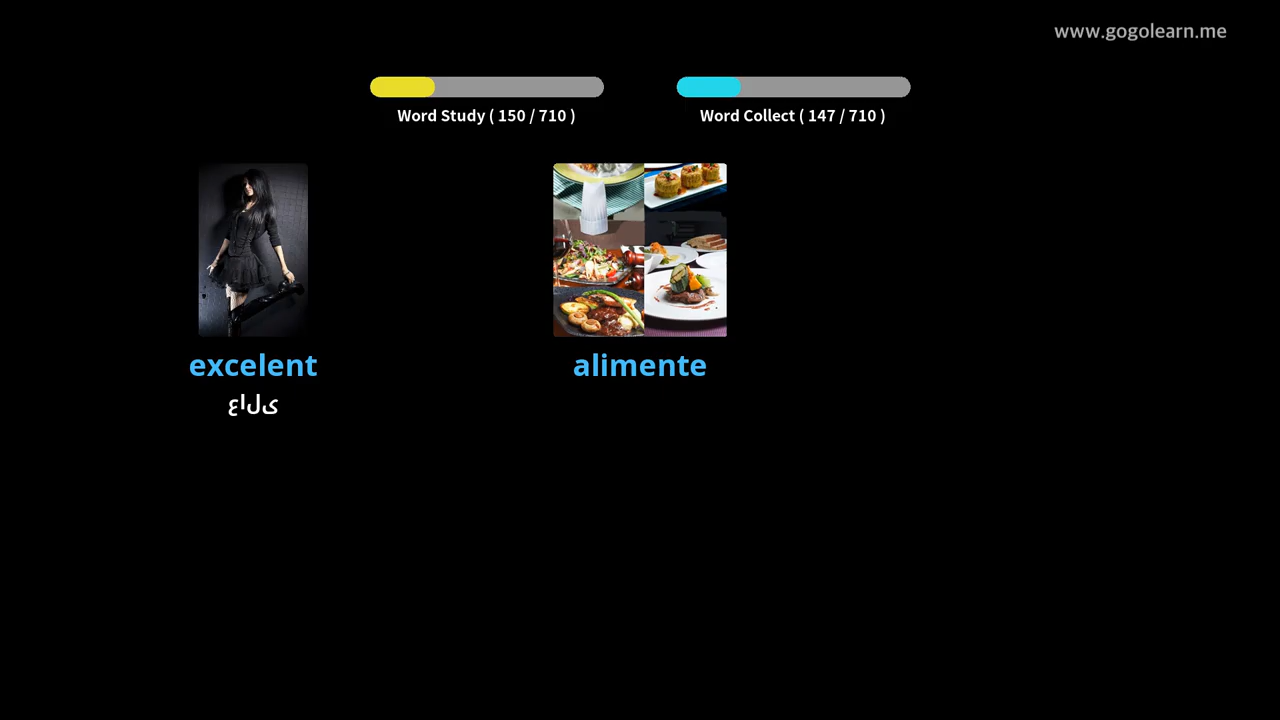 www.gogolearn.me
Word Study ( 150 / 710 )
Word Collect ( 147 / 710 )
excelent
alimente
عالی